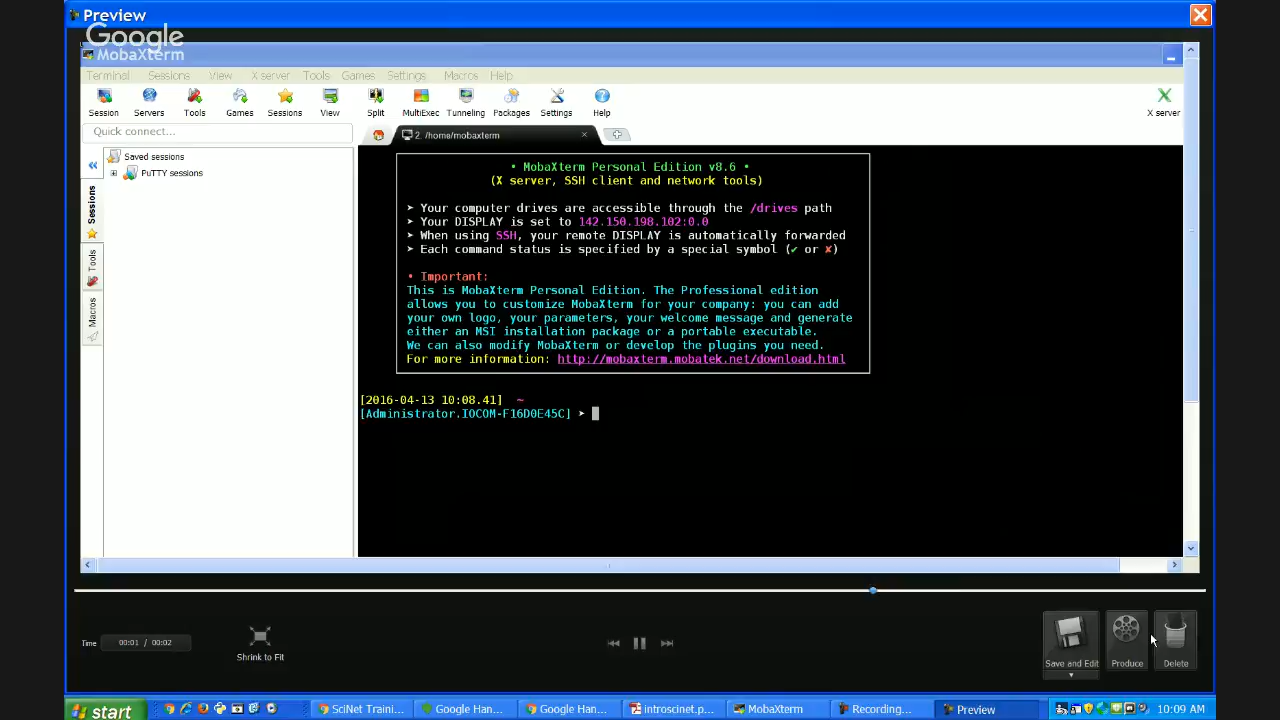 Preview
Google
MobaXterm
Terminal Sessions View X server Tools Games Settings Macros Help
Session Servers Tools Games Sessions View Split MultiExec Tunneling Packages Settings Help X server
Quick connect...
2. /home/mobaxterm
Saved sessions
PuTTY sessions
Sessions
Tools
Macros
• MobaXterm Personal Edition v8.6 •
(X server, SSH client and network tools)
➤ Your computer drives are accessible through the /drives path
➤ Your DISPLAY is set to 142.150.198.102:0.0
➤ When using SSH, your remote DISPLAY is automatically forwarded
➤ Each command status is specified by a special symbol (✔ or ✘)
• Important:
This is MobaXterm Personal Edition. The Professional edition
allows you to customize MobaXterm for your company: you can add
your own logo, your parameters, your welcome message and generate
either an MSI installation package or a portable executable.
We can also modify MobaXterm or develop the plugins you need.
For more information: http://mobaxterm.mobatek.net/download.html
[2016-04-13 10:08.41] ~
[Administrator.IOCOM-F16D0E45C] ➤
Time 00:01 / 00:02
Shrink to Fit
Save and Edit Produce Delete
start SciNet Traini... Google Han... Google Han... introscinet.p... MobaXterm Recording... Preview 10:09 AM